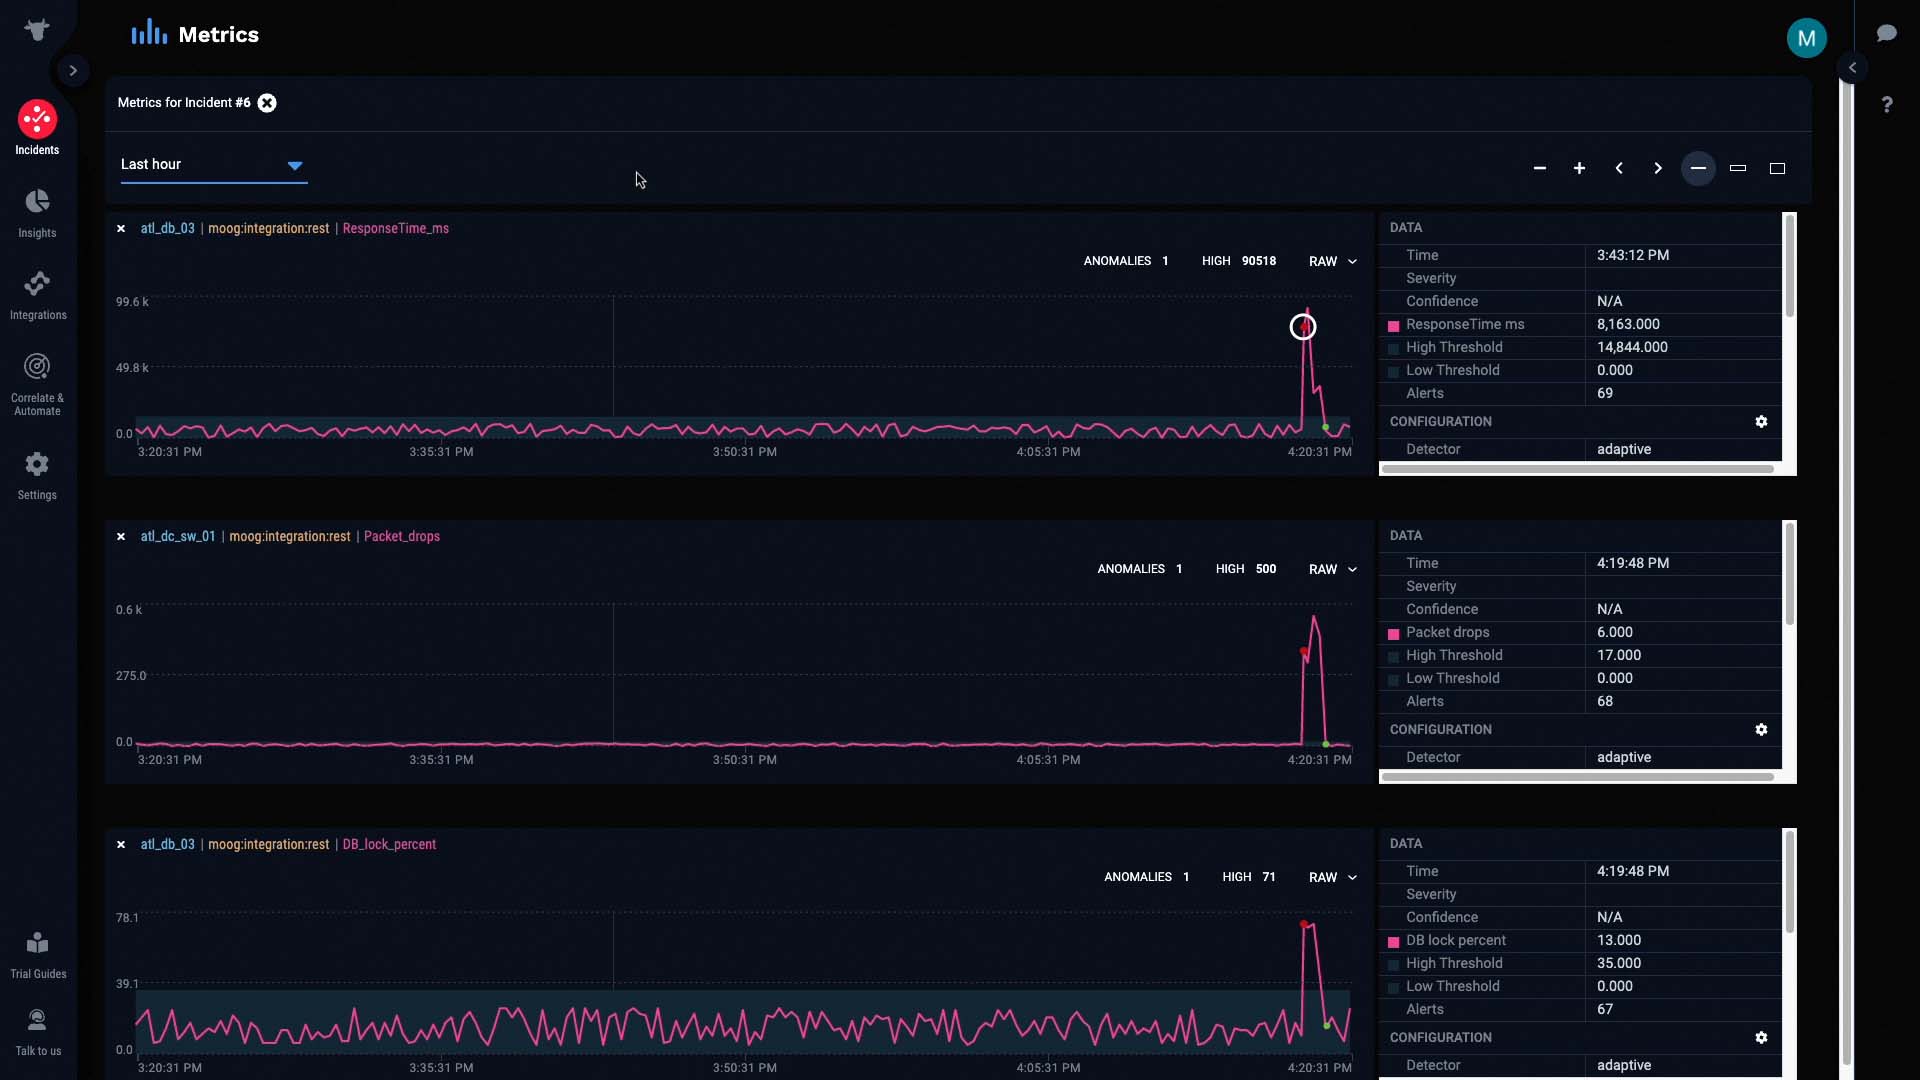 Metrics
M
Metrics for Incident #6
Last hour
Incidents
Insights
Integrations
Correlate &
Automate
Settings
Trial Guides
Talk to us
?
atl_db_03 | moog:integration:rest | ResponseTime_ms
ANOMALIES 1 HIGH 90518 RAW
99.6 k
49.8 k
0.0
3:20:31 PM 3:35:31 PM 3:50:31 PM 4:05:31 PM 4:20:31 PM
DATA
Time 3:43:12 PM
Severity
Confidence N/A
ResponseTime ms 8,163.000
High Threshold 14,844.000
Low Threshold 0.000
Alerts 69
CONFIGURATION
Detector adaptive
atl_dc_sw_01 | moog:integration:rest | Packet_drops
ANOMALIES 1 HIGH 500 RAW
0.6 k
275.0
0.0
3:20:31 PM 3:35:31 PM 3:50:31 PM 4:05:31 PM 4:20:31 PM
DATA
Time 4:19:48 PM
Severity
Confidence N/A
Packet drops 6.000
High Threshold 17.000
Low Threshold 0.000
Alerts 68
CONFIGURATION
Detector adaptive
atl_db_03 | moog:integration:rest | DB_lock_percent
ANOMALIES 1 HIGH 71 RAW
78.1
39.1
0.0
3:20:31 PM 3:35:31 PM 3:50:31 PM 4:05:31 PM 4:20:31 PM
DATA
Time 4:19:48 PM
Severity
Confidence N/A
DB lock percent 13.000
High Threshold 35.000
Low Threshold 0.000
Alerts 67
CONFIGURATION
Detector adaptive